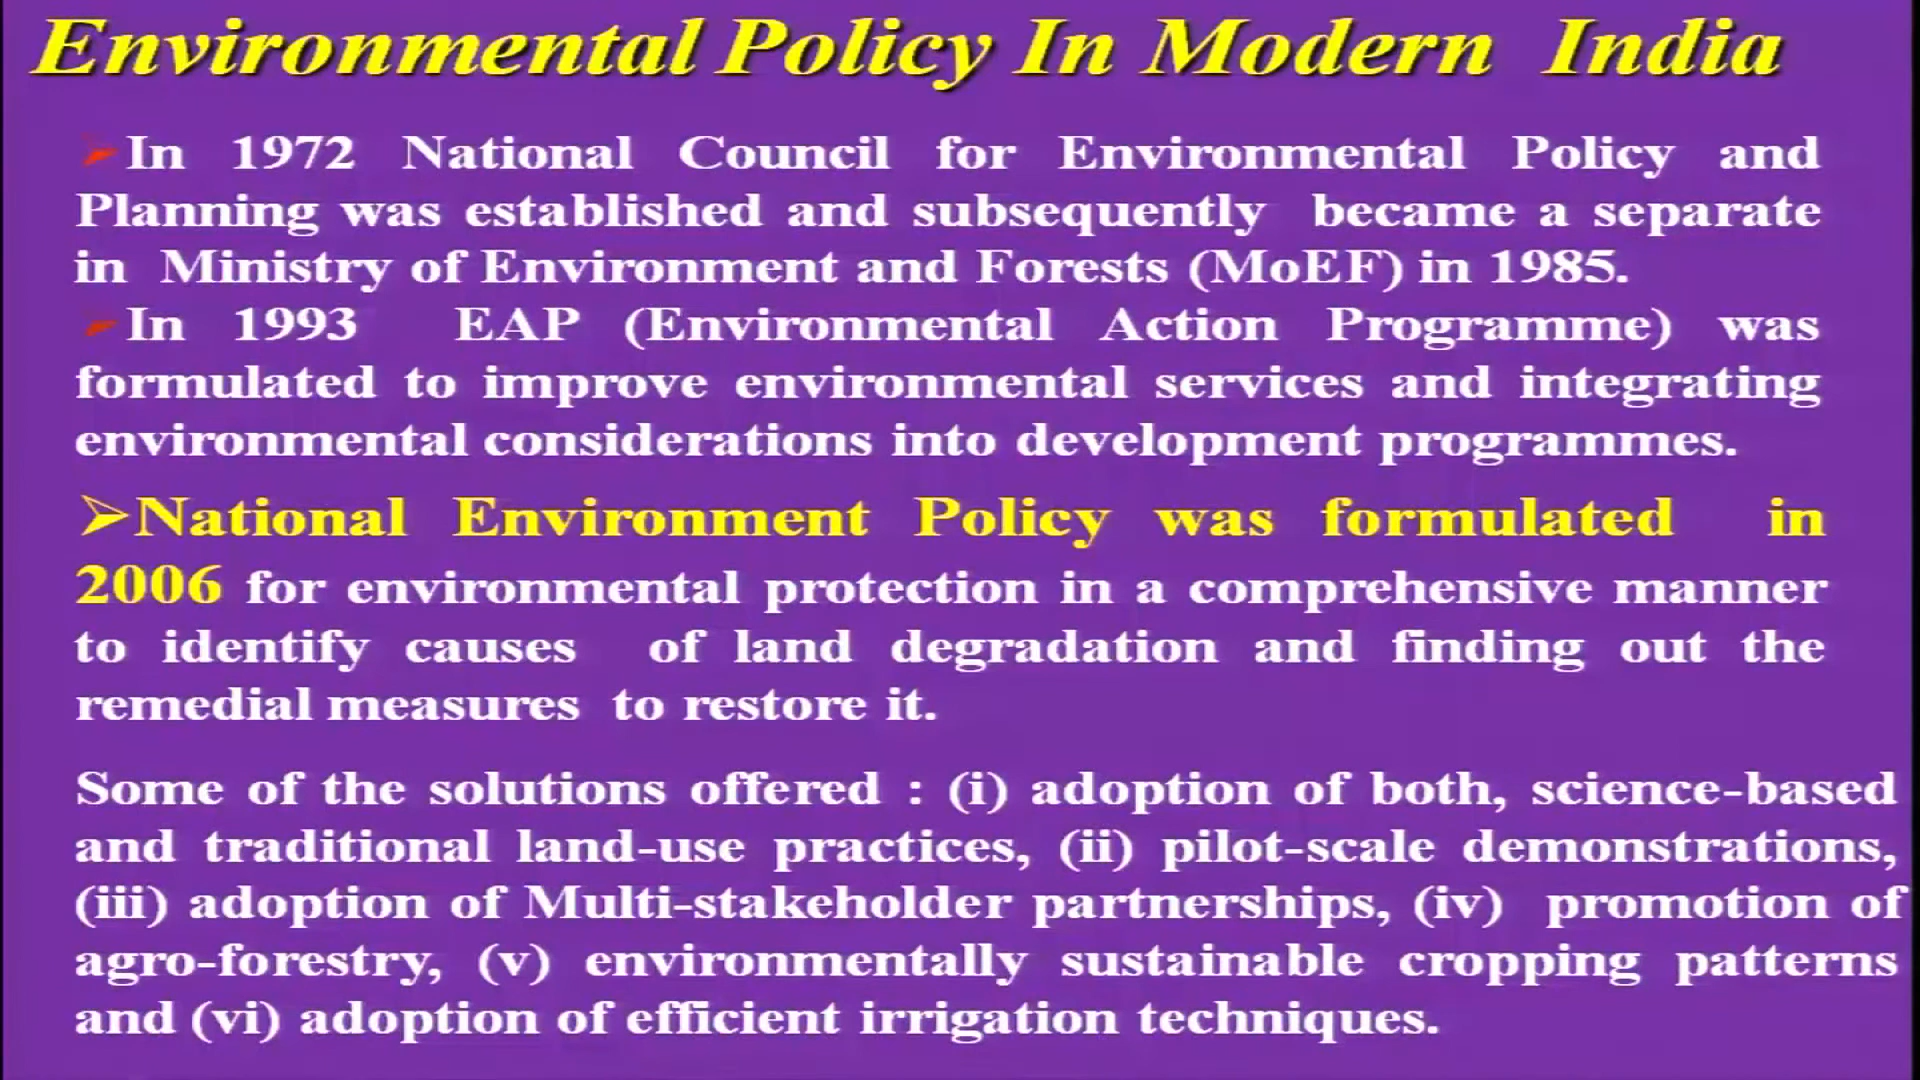 Environmental Policy In Modern India
➢In 1972 National Council for Environmental Policy and
Planning was established and subsequently became a separate
in Ministry of Environment and Forests (MoEF) in 1985.
➢In 1993 EAP (Environmental Action Programme) was
formulated to improve environmental services and integrating
environmental considerations into development programmes.
➢National Environment Policy was formulated in
2006 for environmental protection in a comprehensive manner
to identify causes of land degradation and finding out the
remedial measures to restore it.
Some of the solutions offered : (i) adoption of both, science-based
and traditional land-use practices, (ii) pilot-scale demonstrations,
(iii) adoption of Multi-stakeholder partnerships, (iv) promotion of
agro-forestry, (v) environmentally sustainable cropping patterns
and (vi) adoption of efficient irrigation techniques.